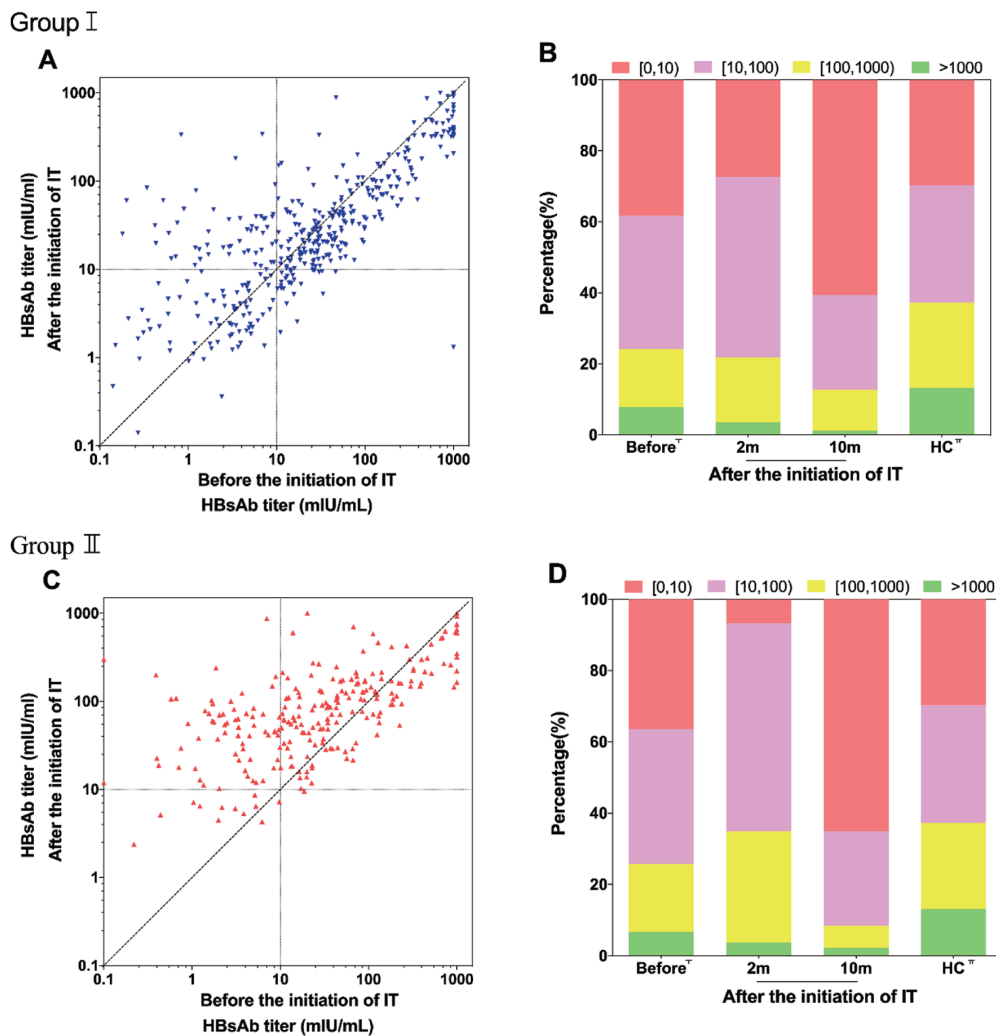 Group Ⅰ
A
HBsAb titer (mIU/ml)
After the initiation of IT
1000
100
10
1
0.1
0.1 1 10 100 1000
Before the initiation of IT
HBsAb titer (mIU/mL)
B
[0,10) [10,100) [100,1000) >1000
Percentage(%)
100
80
60
40
20
0
Before┬ 2m 10m HC π
After the initiation of IT
Group Ⅱ
C
HBsAb titer (mIU/ml)
After the initiation of IT
1000
100
10
1
0.1
0.1 1 10 100 1000
Before the initiation of IT
HBsAb titer (mIU/mL)
D
[0,10) [10,100) [100,1000) >1000
Percentage(%)
100
80
60
40
20
0
Before┬ 2m 10m HC π
After the initiation of IT